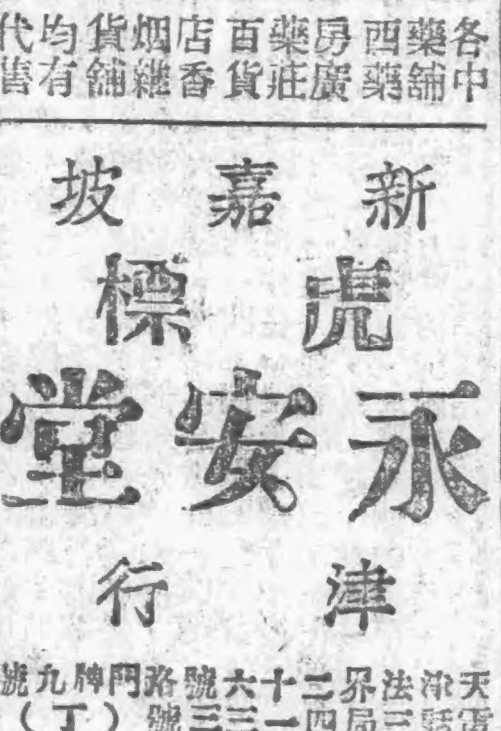 各中藥舖西藥房廣藥莊百貨店香烟雜貨舖均有代售
新嘉坡
虎標
永安堂
津行
天津法界二十六號路門牌九號
電話三局四一三三號（丁）